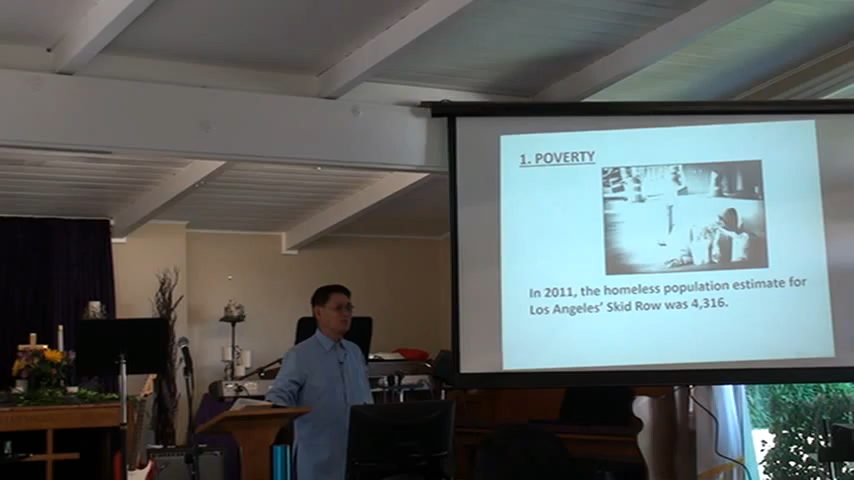 1. POVERTY
In 2011, the homeless population estimate for
Los Angeles' Skid Row was 4,316.